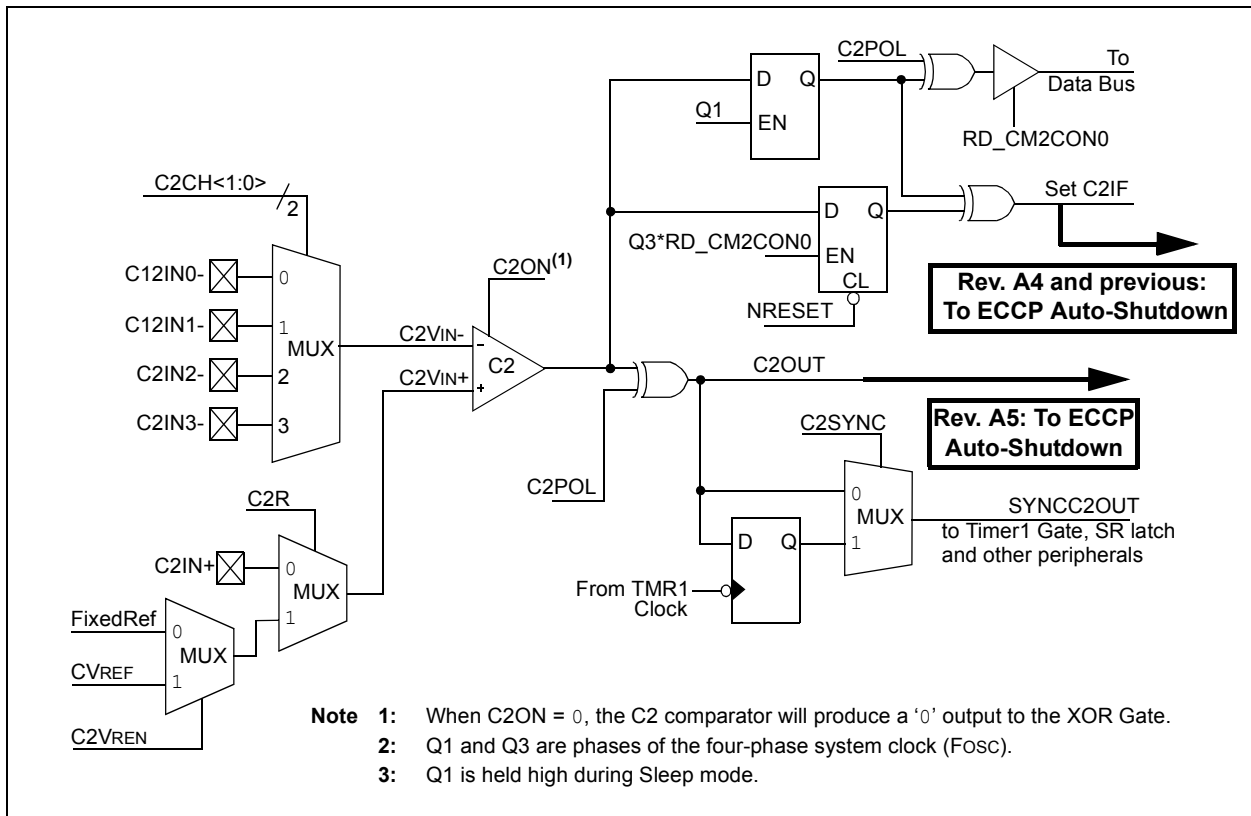 C2POL
To
Data Bus
D Q
Q1
EN
RD_CM2CON0
C2CH<1:0>
2
Set C2IF
D Q
Q3*RD_CM2CON0
EN
CL
NRESET
Rev. A4 and previous:
To ECCP Auto-Shutdown
C12IN0-
0
C2ON(1)
C12IN1-
1
MUX
C2VIN-
-
C2
C2IN2-
2
C2VIN+
+
C2IN3-
3
C2OUT
Rev. A5: To ECCP
Auto-Shutdown
C2POL
C2SYNC
0
MUX
1
SYNCC2OUT
to Timer1 Gate, SR latch
and other peripherals
D Q
From TMR1
Clock
C2R
C2IN+
0
MUX
1
FixedRef
0
MUX
CVREF
1
C2VREN
Note 1: When C2ON = 0, the C2 comparator will produce a ‘0’ output to the XOR Gate.
2: Q1 and Q3 are phases of the four-phase system clock (FOSC).
3: Q1 is held high during Sleep mode.